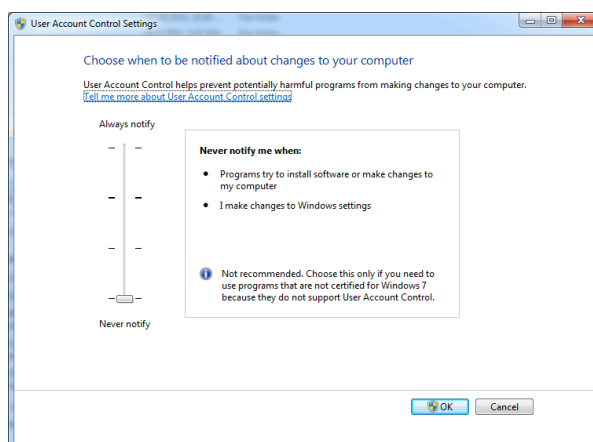 User Account Control Settings
Choose when to be notified about changes to your computer
User Account Control helps prevent potentially harmful programs from making changes to your computer.
Tell me more about User Account Control settings
Always notify
Never notify me when:
• Programs try to install software or make changes to
my computer
• I make changes to Windows settings
Not recommended. Choose this only if you need to
use programs that are not certified for Windows 7
because they do not support User Account Control.
Never notify
OK Cancel